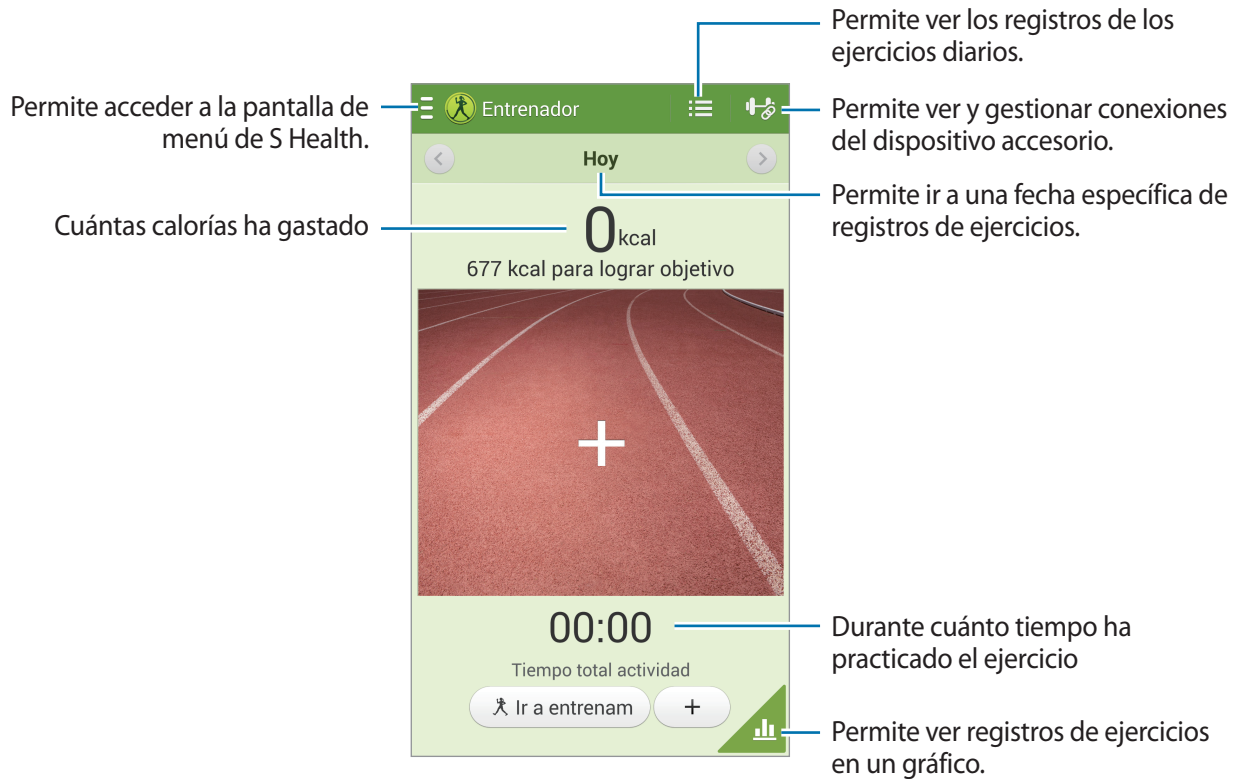 Permite ver los registros de los
ejercicios diarios.
Permite acceder a la pantalla de
menú de S Health.
Entrenador
Permite ver y gestionar conexiones
del dispositivo accesorio.
Hoy
Permite ir a una fecha específica de
registros de ejercicios.
Cuántas calorías ha gastado
0 kcal
677 kcal para lograr objetivo
00:00
Durante cuánto tiempo ha
practicado el ejercicio
Tiempo total actividad
Ir a entrenam
+
Permite ver registros de ejercicios
en un gráfico.